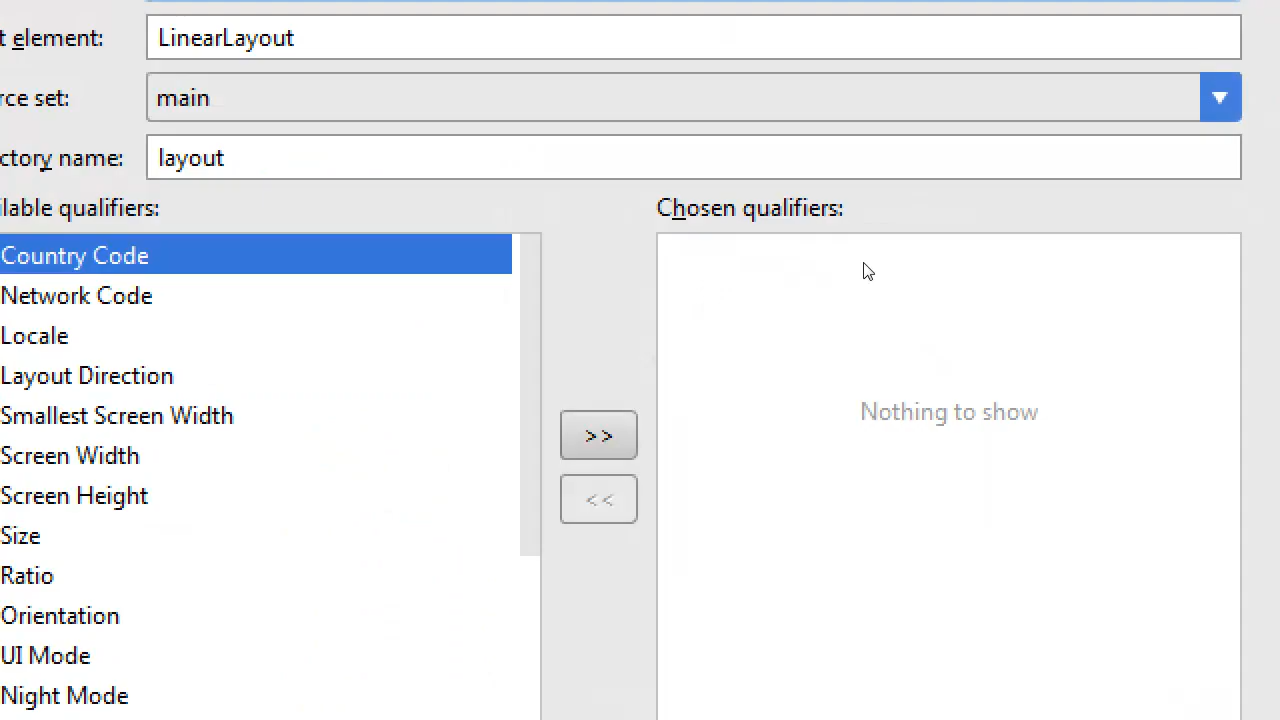 t element:
LinearLayout
rce set:
main
ctory name:
layout
ilable qualifiers:
Chosen qualifiers:
Country Code
Network Code
Locale
Layout Direction
Smallest Screen Width
Screen Width
Screen Height
Size
Ratio
Orientation
UI Mode
Night Mode
>>
<<
Nothing to show